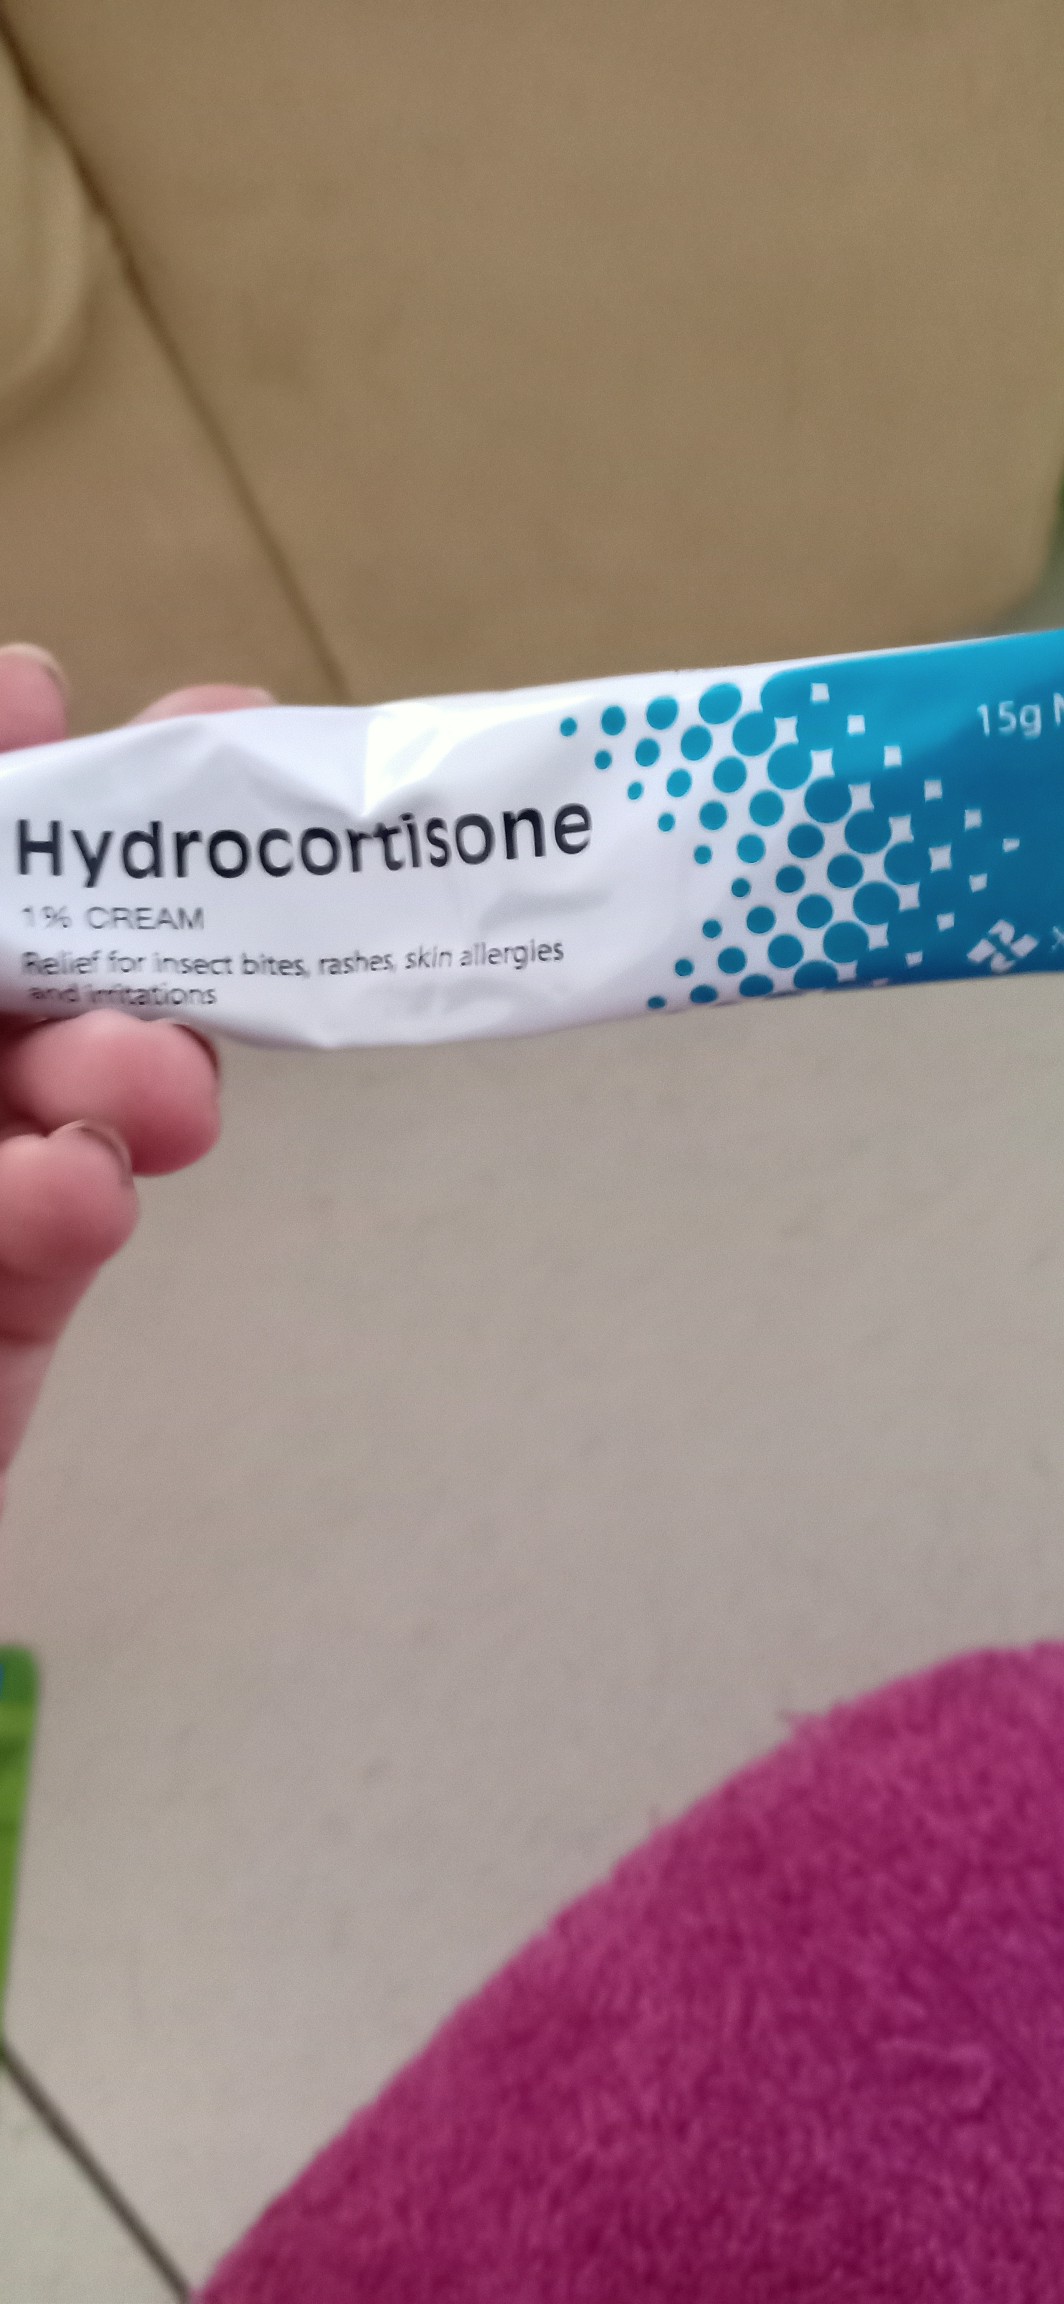 15g
Hydrocortisone
1% CREAM
Relief for insect bites, rashes, skin allergies
and irritations